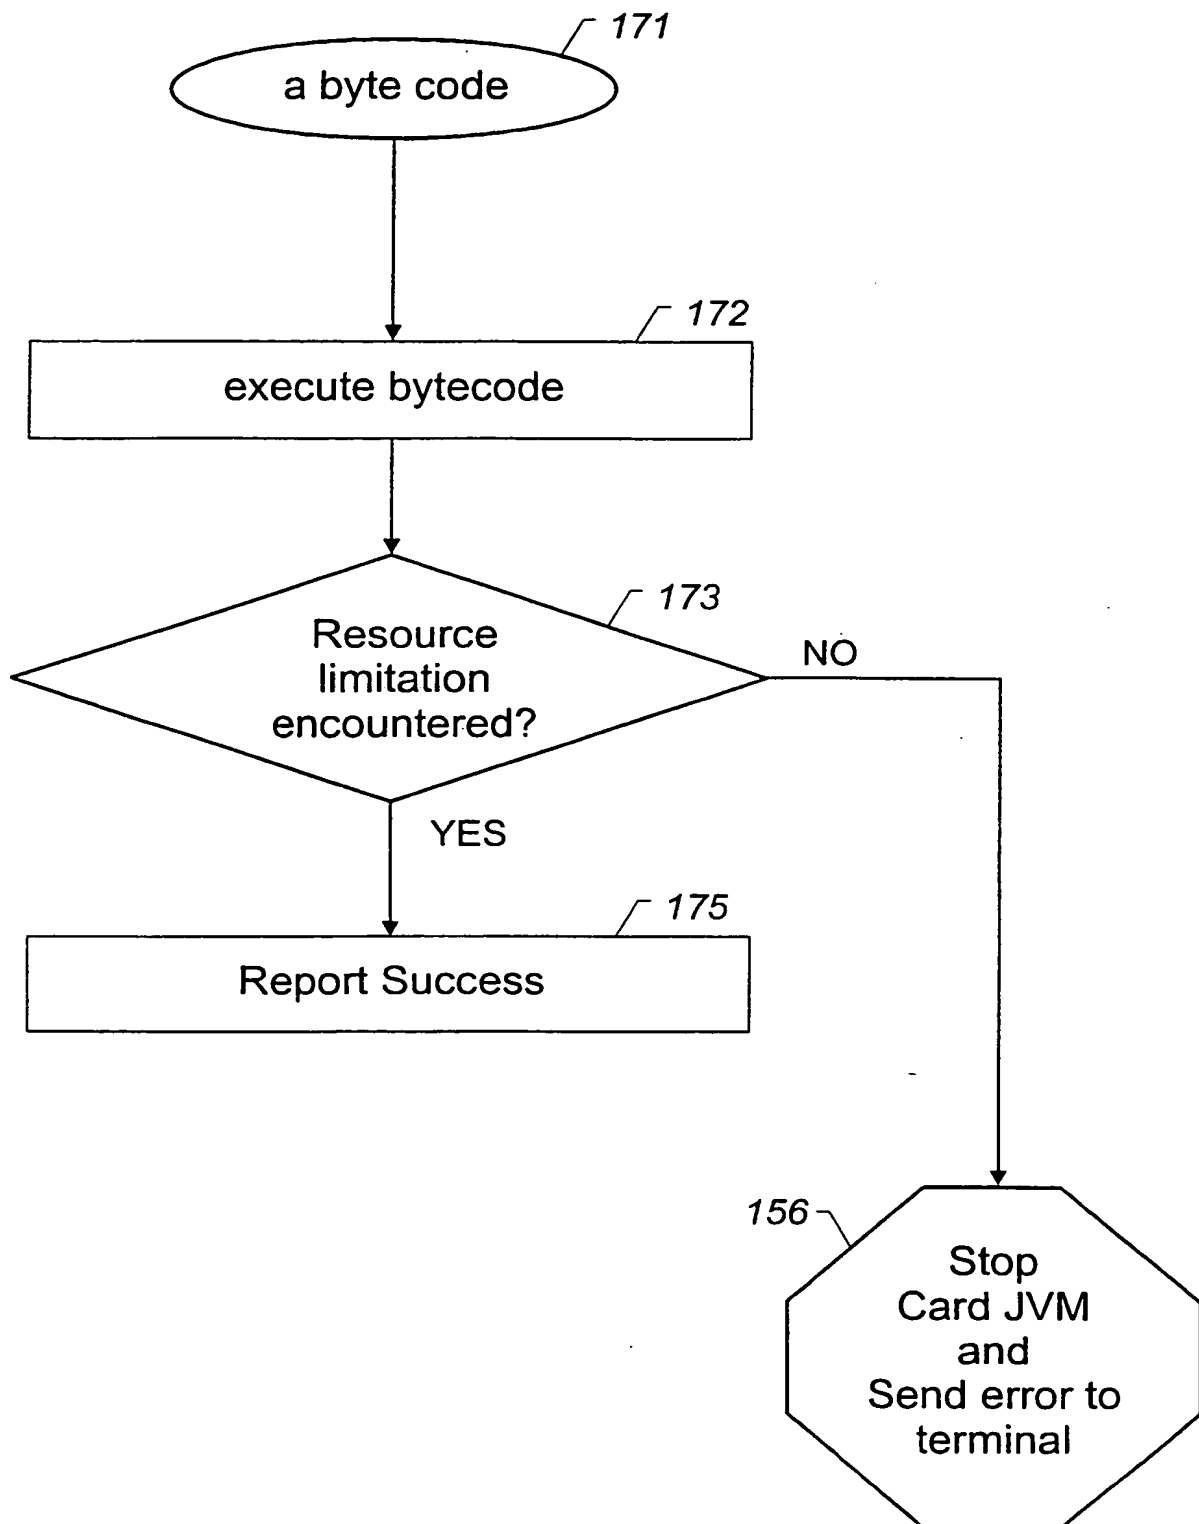 171
a byte code
172
execute bytecode
173
Resource
limitation
encountered?
NO
YES
175
Report Success
156
Stop
Card JVM
and
Send error to
terminal